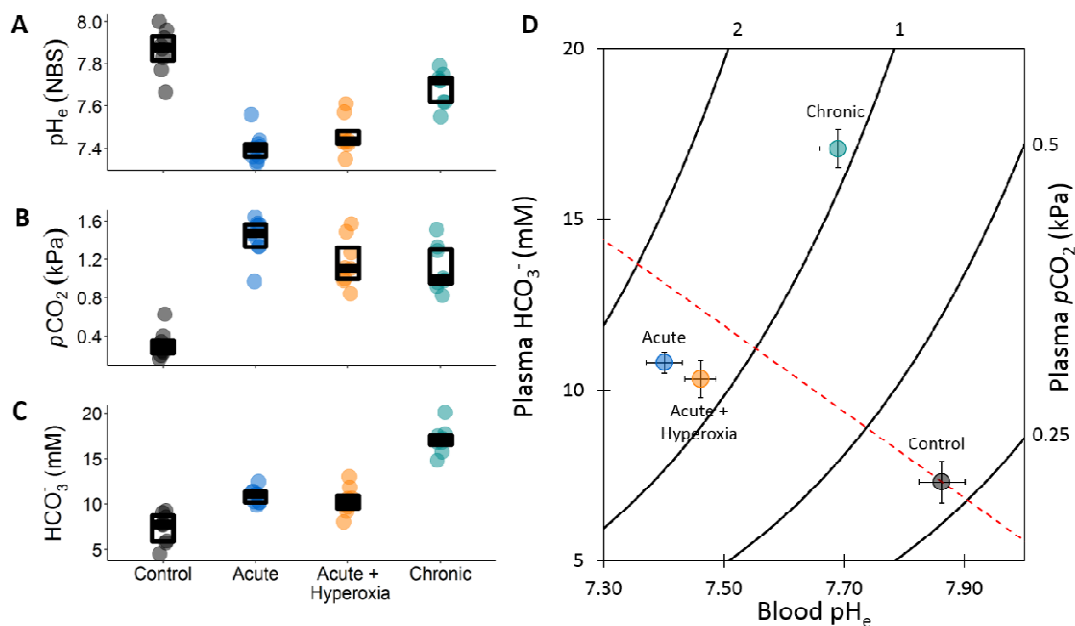 A
pHe (NBS)
8.0
7.8
7.6
7.4
B
pCO2 (kPa)
1.6
1.2
0.8
0.4
C
HCO3- (mM)
20
15
10
5
Control
Acute
Acute +
Hyperoxia
Chronic
D
2
1
20
15
10
5
Plasma HCO3- (mM)
Chronic
Acute
Acute +
Hyperoxia
Control
0.5
0.25
Plasma pCO2 (kPa)
7.30
7.50
7.70
7.90
Blood pHe